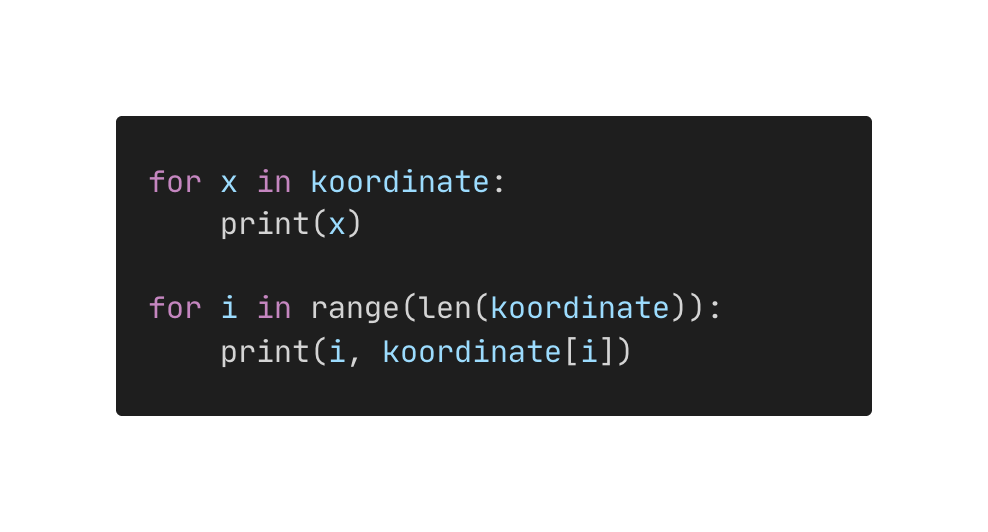 for x in koordinate:
    print(x)

for i in range(len(koordinate)):
    print(i, koordinate[i])